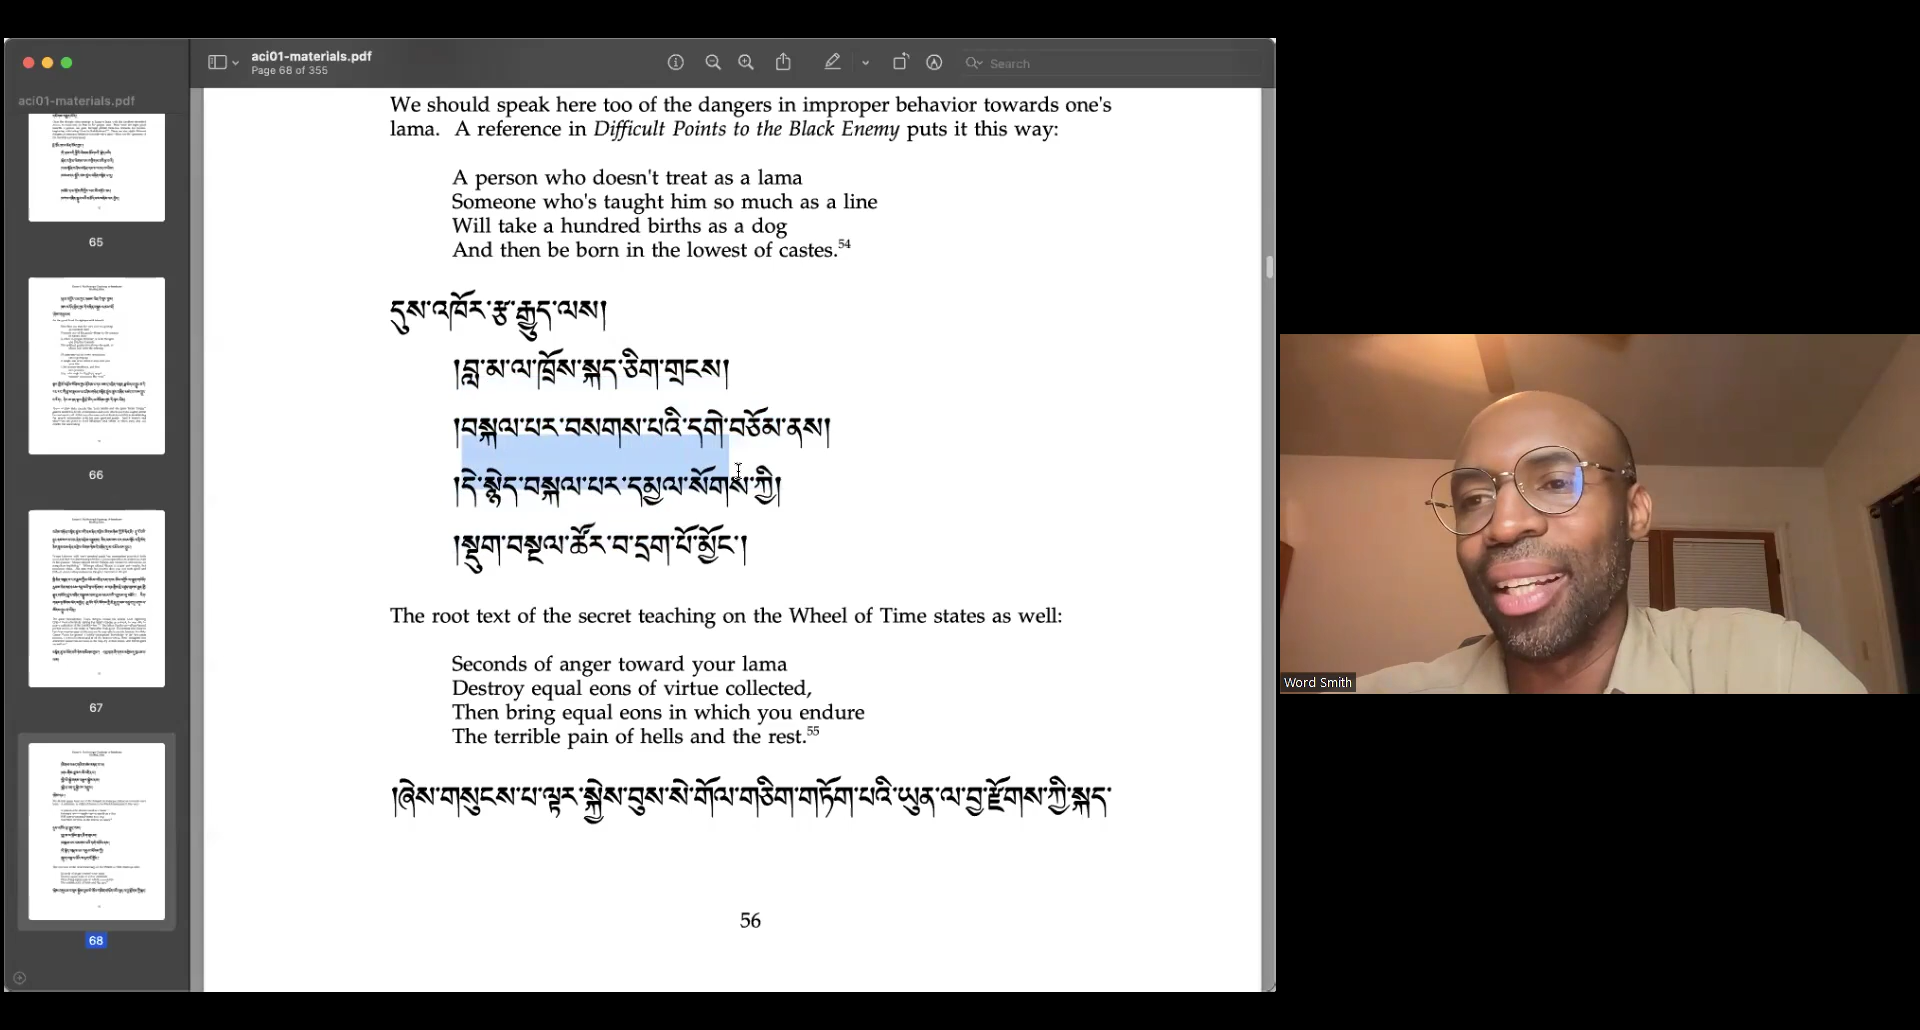 aci01-materials.pdf
Page 68 of 355
Search
aci01-materials.pdf
65
66
67
68
We should speak here too of the dangers in improper behavior towards one's
lama. A reference in Difficult Points to the Black Enemy puts it this way:
A person who doesn't treat as a lama
Someone who's taught him so much as a line
Will take a hundred births as a dog
And then be born in the lowest of castes.54
དུས་འཁོར་རྩ་རྒྱུད་ལས།
།བླ་མ་ལ་ཁྲོས་སྐད་ཅིག་གྲངས།
།བསྐལ་པར་བསགས་པའི་དགེ་བཅོམ་ནས།
།དེ་སྙེད་བསྐལ་པར་དམྱལ་སོགས་ཀྱི།
།སྡུག་བསྔལ་ཚོར་བ་དྲག་པོ་མྱོང་།
The root text of the secret teaching on the Wheel of Time states as well:
Seconds of anger toward your lama
Destroy equal eons of virtue collected,
Then bring equal eons in which you endure
The terrible pain of hells and the rest.55
།ཞེས་གསུངས་པ་ལྟར་སྐྱེས་བུས་སེ་གོལ་གཅིག་གཏོག་པའི་ཡུན་ལ་བྱ་རྫོགས་ཀྱི་སྐད་
56
Word Smith